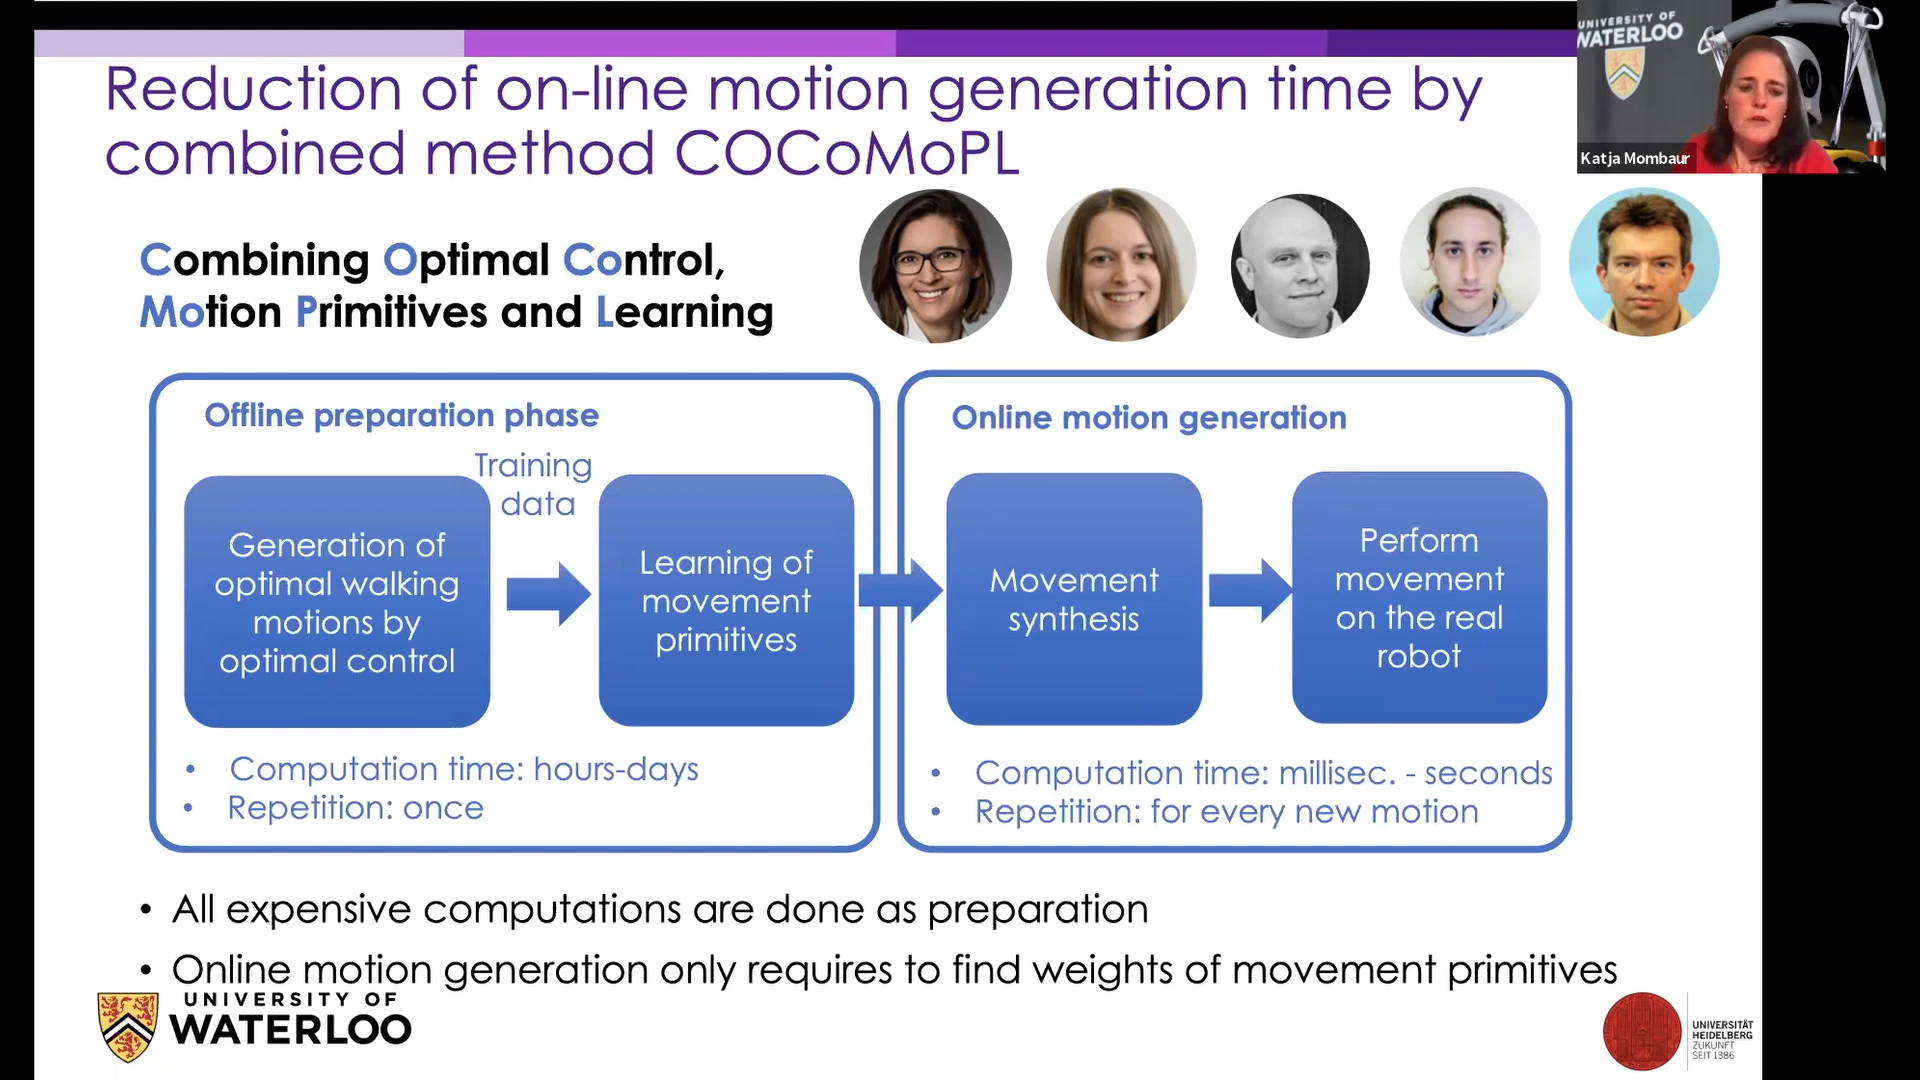 Reduction of on-line motion generation time by
combined method COCoMoPL
UNIVERSITY OF
WATERLOO
Katja Mombaur
Combining Optimal Control,
Motion Primitives and Learning
Offline preparation phase
Training
data
Generation of
optimal walking
motions by
optimal control
Learning of
movement
primitives
• Computation time: hours-days
• Repetition: once
Online motion generation
Movement
synthesis
Perform
movement
on the real
robot
• Computation time: millisec. - seconds
• Repetition: for every new motion
• All expensive computations are done as preparation
• Online motion generation only requires to find weights of movement primitives
UNIVERSITY OF
WATERLOO
UNIVERSITÄT
HEIDELBERG
ZUKUNFT
SEIT 1386